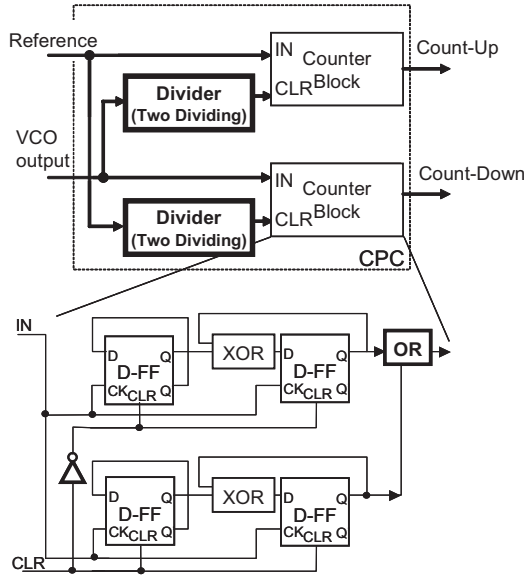 Reference
IN
Counter
Block
CLR
Count-Up
Divider
(Two Dividing)
VCO
output
IN
Counter
Block
CLR
Count-Down
Divider
(Two Dividing)
CPC
IN
D
Q
D-FF
CK
CLR
Q
XOR
D
Q
D-FF
CK
CLR
OR
D
Q
D-FF
CK
CLR
Q
XOR
D
Q
D-FF
CK
CLR
CLR